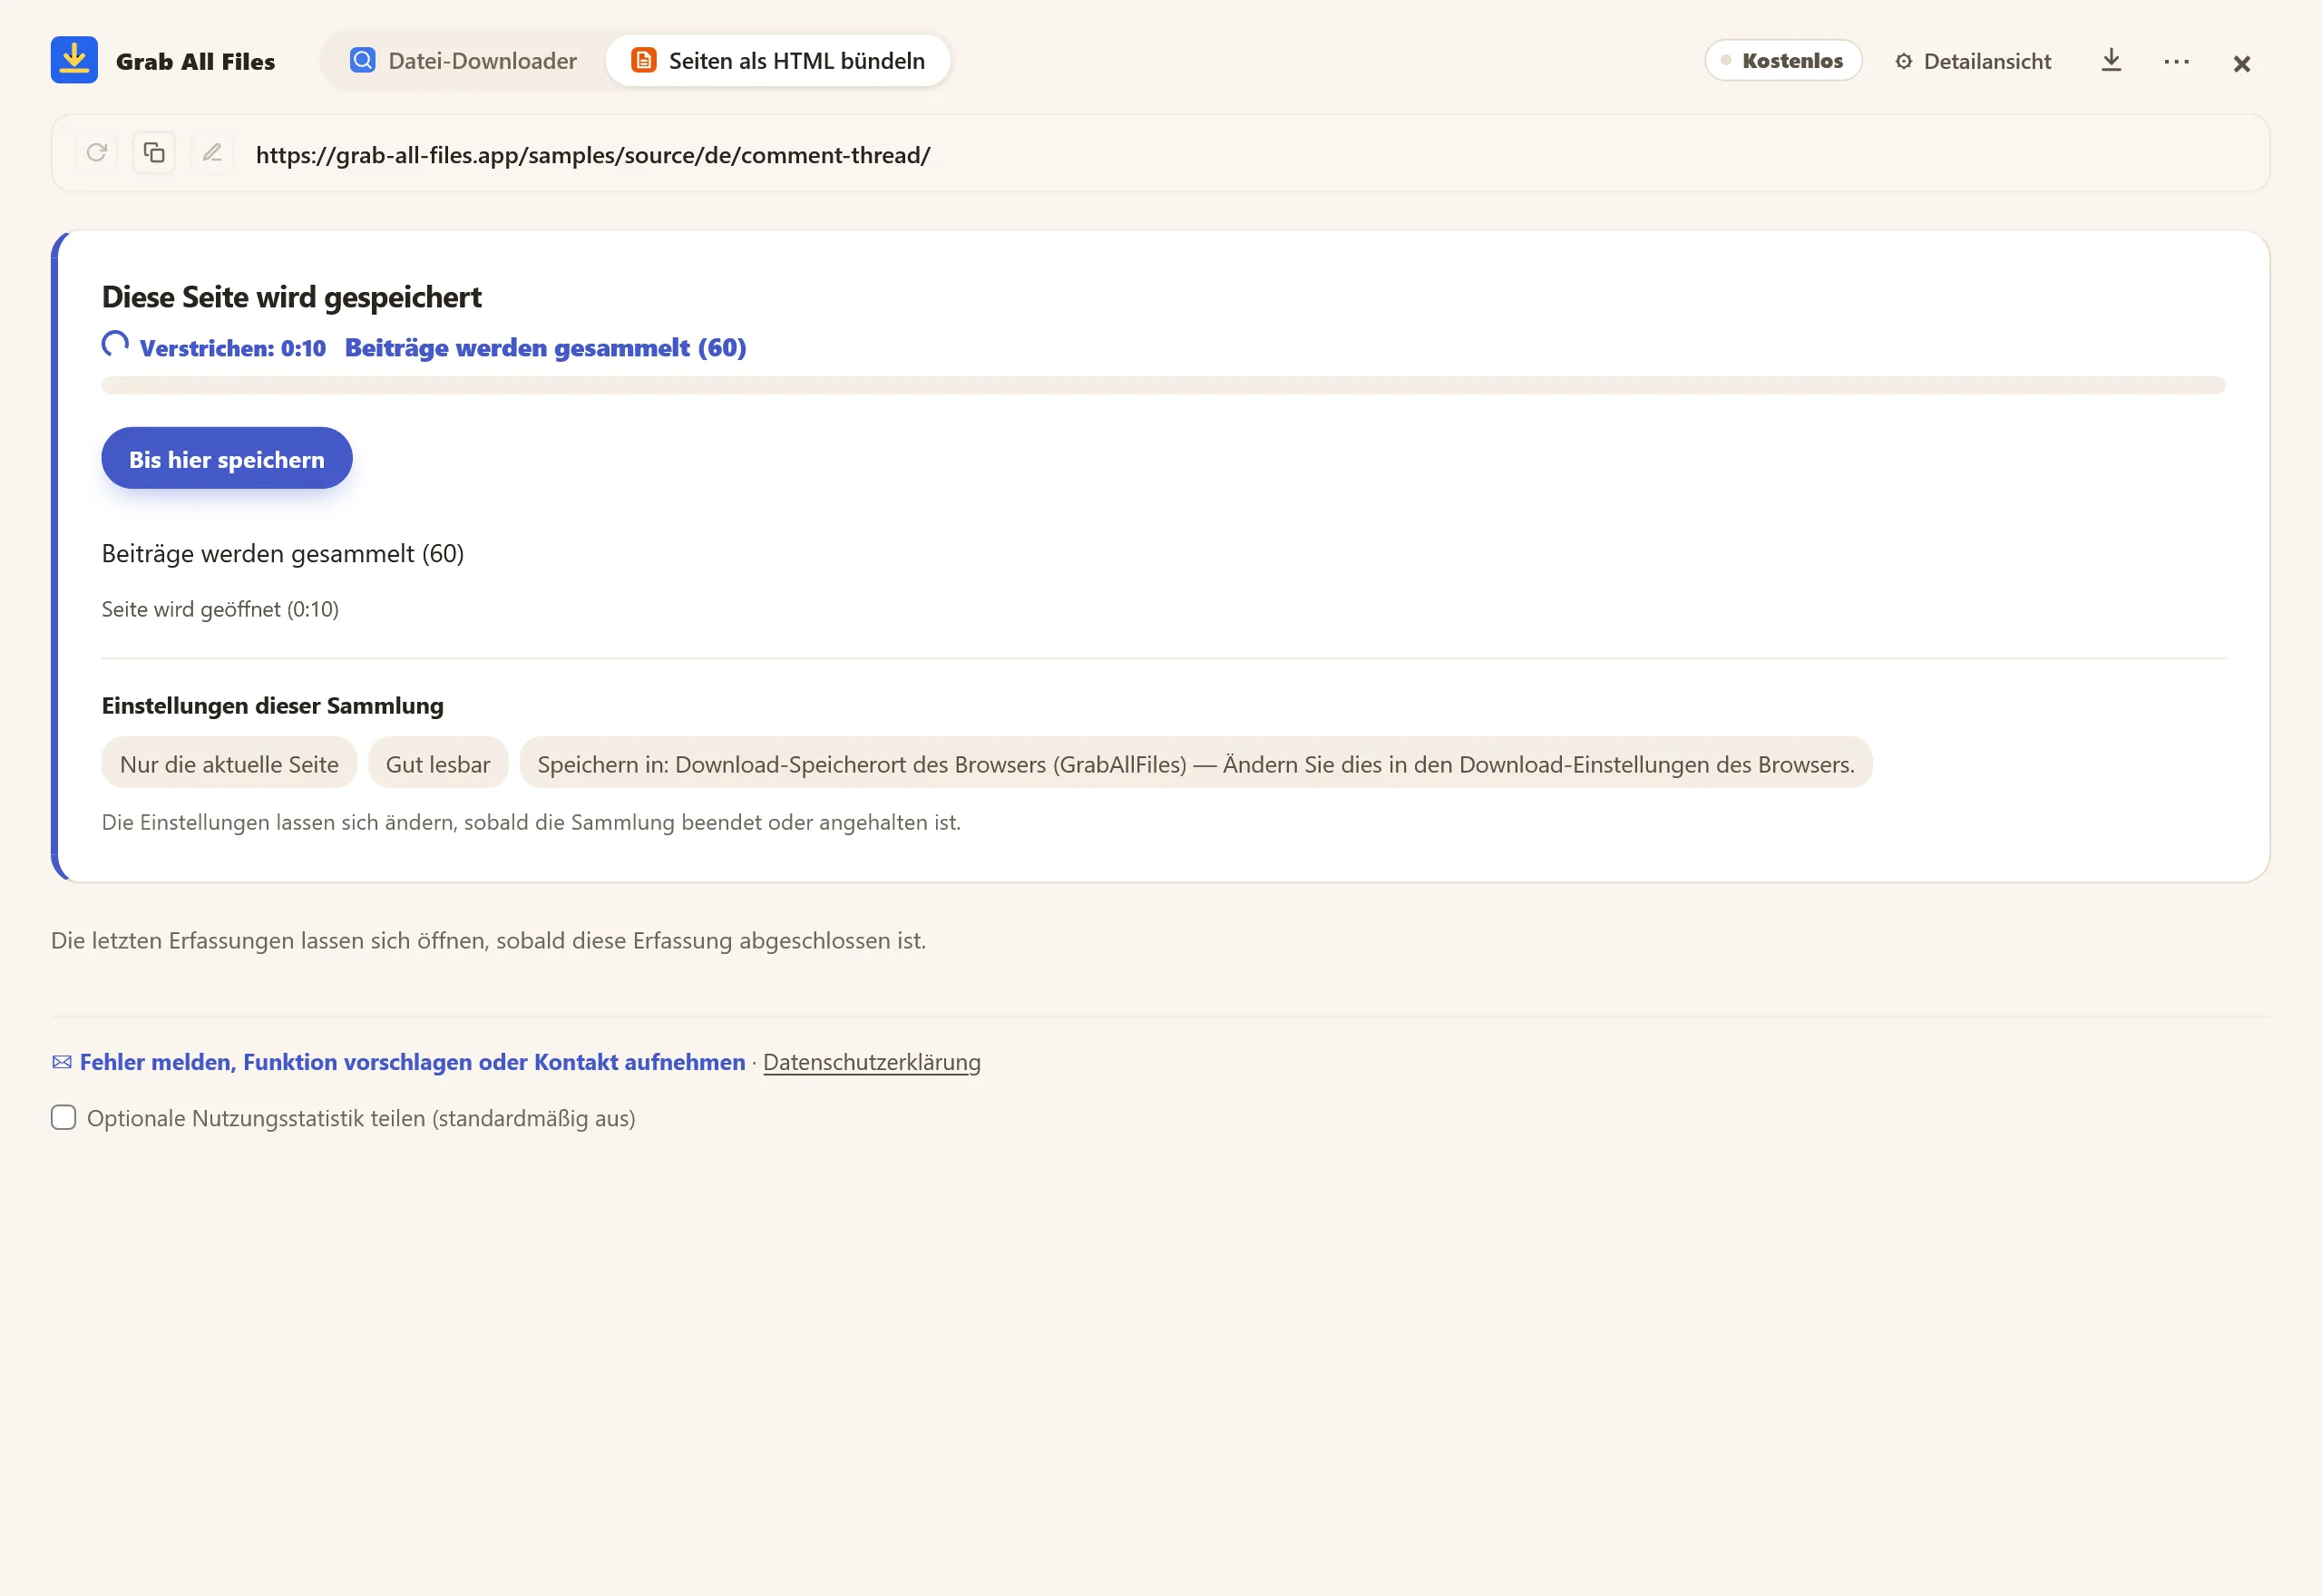 Grab All Files
Datei-Downloader
Seiten als HTML bündeln
Kostenlos
Detailansicht
https://grab-all-files.app/samples/source/de/comment-thread/
Diese Seite wird gespeichert
Verstrichen: 0:10 Beiträge werden gesammelt (60)
Bis hier speichern
Beiträge werden gesammelt (60)
Seite wird geöffnet (0:10)
Einstellungen dieser Sammlung
Nur die aktuelle Seite
Gut lesbar
Speichern in: Download-Speicherort des Browsers (GrabAllFiles) — Ändern Sie dies in den Download-Einstellungen des Browsers.
Die Einstellungen lassen sich ändern, sobald die Sammlung beendet oder angehalten ist.
Die letzten Erfassungen lassen sich öffnen, sobald diese Erfassung abgeschlossen ist.
Fehler melden, Funktion vorschlagen oder Kontakt aufnehmen · Datenschutzerklärung
Optionale Nutzungsstatistik teilen (standardmäßig aus)